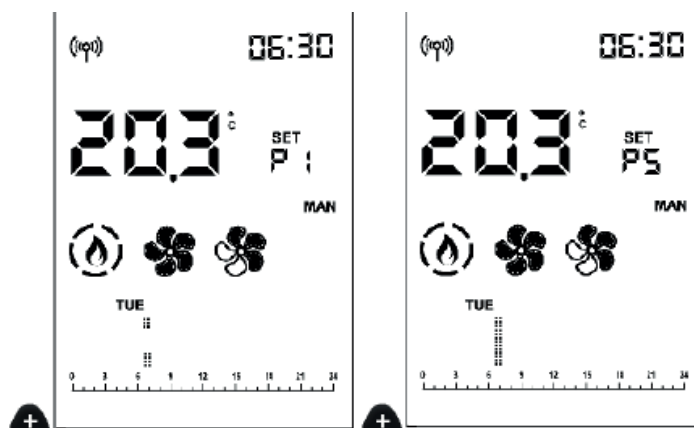 06:30
20.3 °C
SET
P1
MAN
TUE
0 3 6 9 12 15 18 21 24
+
06:30
20.3 °C
SET
P5
MAN
TUE
0 3 6 9 12 15 18 21 24
+